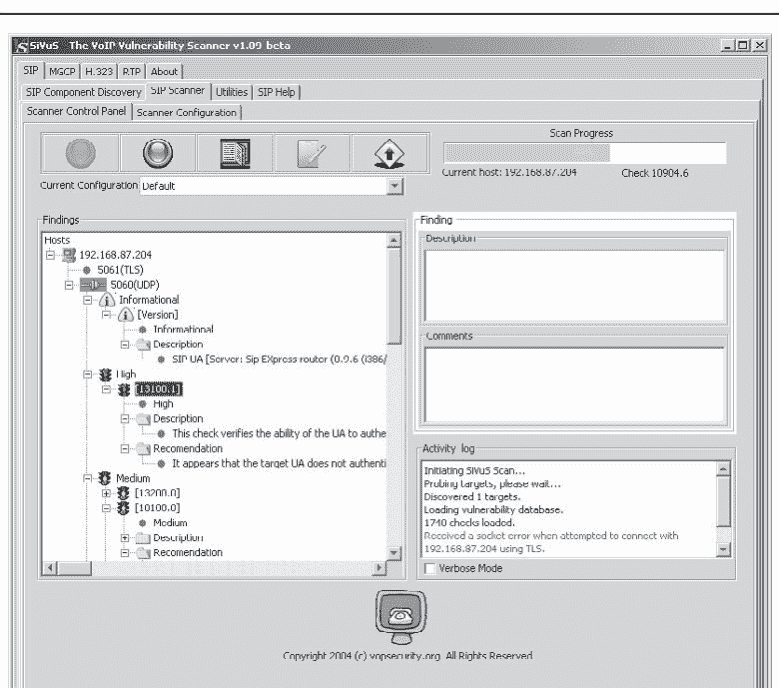 SiVuS The VoIP Vulnerability Scanner v1.09 beta
SIP MGCP H.323 RTP About
SIP Component Discovery SIP Scanner Utilities SIP Help
Scanner Control Panel Scanner Configuration
Scan Progress
Current host: 192.168.87.204 Check 10904.6
Current Configuration Default
Findings
Hosts
192.168.87.204
5061(TLS)
5060(UDP)
Informational
[Version]
Informational
Description
SIP UA [Server: Sip EXpress router (0.9.6 (i386/
High
[13100.1]
High
Description
This check verifies the ability of the UA to authe
Recomendation
It appears that the target UA does not authenti
Medium
[13200.0]
[10100.0]
Medium
Description
Recomendation
Finding
Description
Comments
Activity log
Initiating SiVuS Scan...
Probing targets, please wait...
Discovered 1 targets.
Loading vulnerability database.
1740 checks loaded.
Received a socket error when attempted to connect with
192.168.87.204 using TLS.
Verbose Mode
Copyright 2004 (c) vopsecurity.org. All Rights Reserved